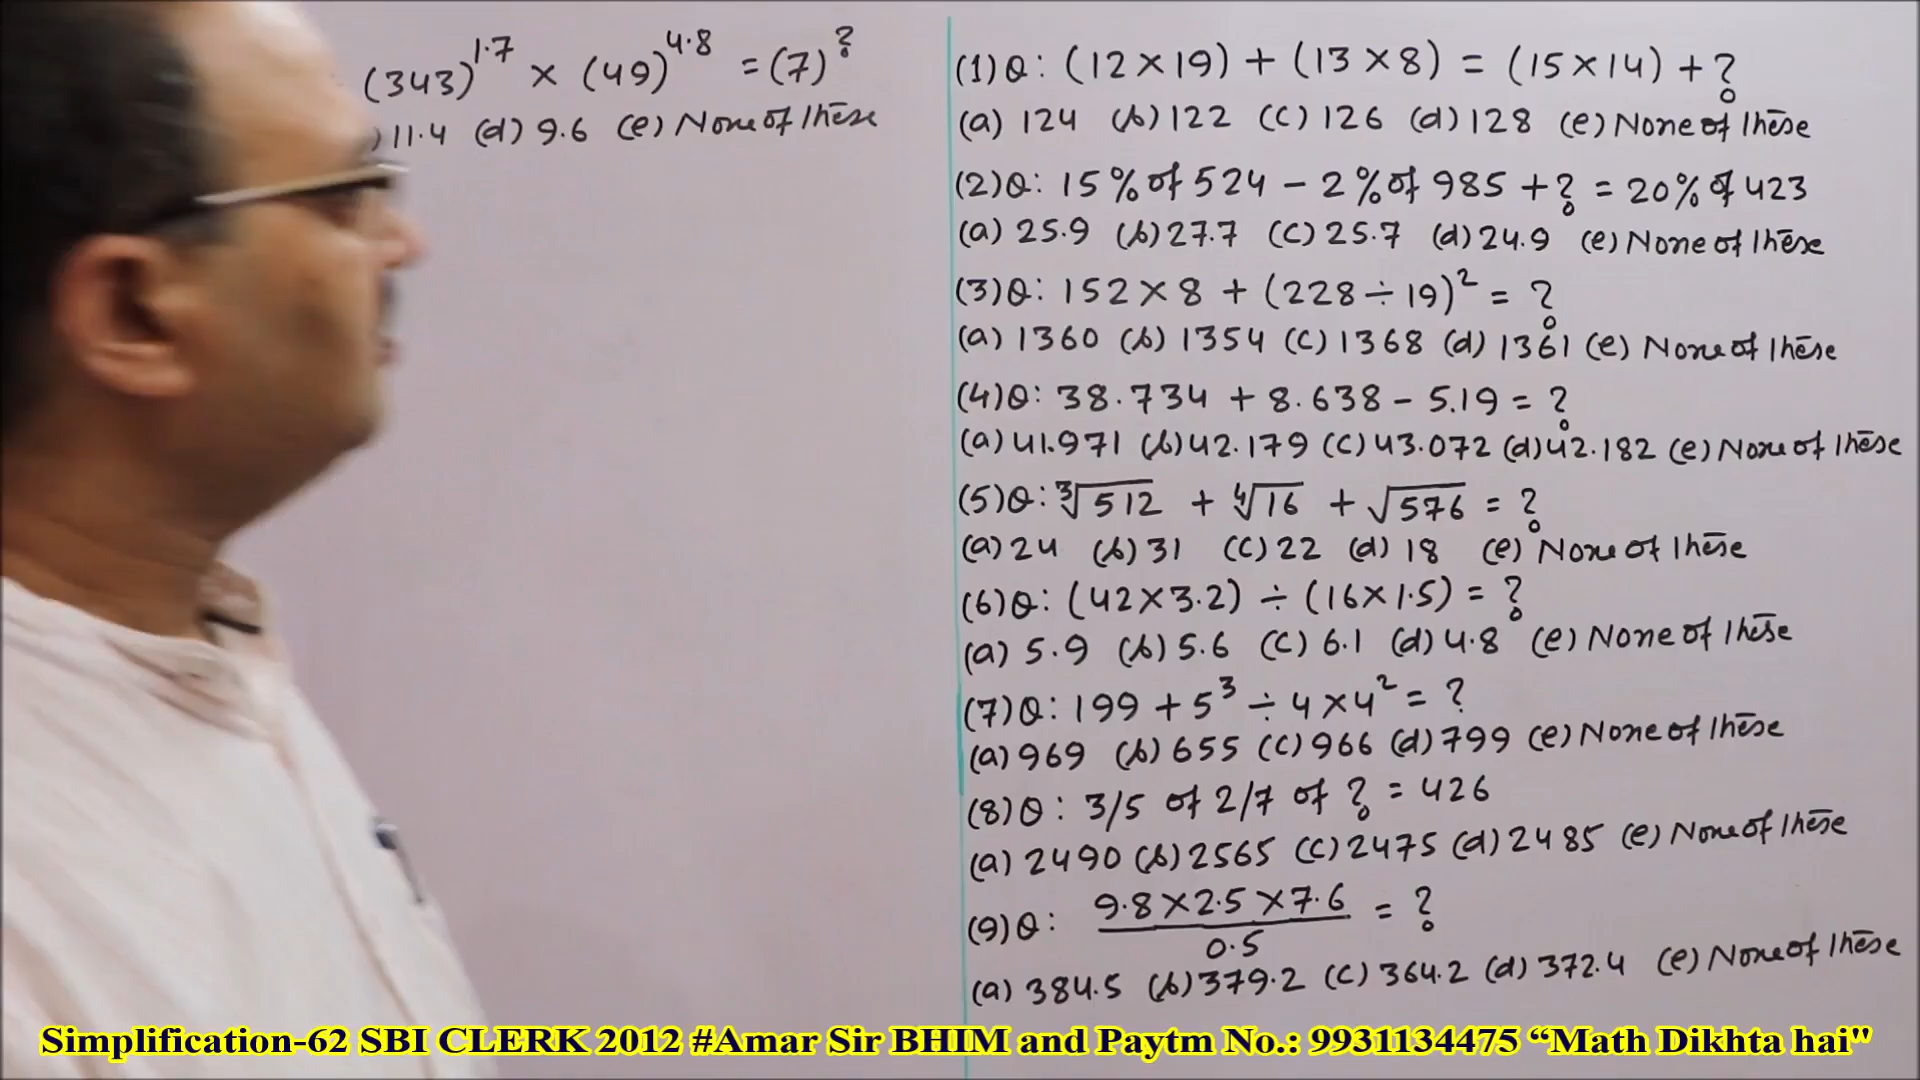 (343)^1.7 × (49)^4.8 = (7)^?
) 11.4 (d) 9.6 (e) None of these
(1) Q: (12×19) + (13×8) = (15×14) + ?
(a) 124 (b) 122 (c) 126 (d) 128 (e) None of these
(2) Q: 15% of 524 - 2% of 985 + ? = 20% of 423
(a) 25.9 (b) 27.7 (c) 25.7 (d) 24.9 (e) None of these
(3) Q: 152 × 8 + (228 ÷ 19)² = ?
(a) 1360 (b) 1354 (c) 1368 (d) 1361 (e) None of these
(4) Q: 38.734 + 8.638 - 5.19 = ?
(a) 41.971 (b) 42.179 (c) 43.072 (d) 42.182 (e) None of these
(5) Q: ∛512 + ∜16 + √576 = ?
(a) 24 (b) 31 (c) 22 (d) 18 (e) None of these
(6) Q: (42×3.2) ÷ (16×1.5) = ?
(a) 5.9 (b) 5.6 (c) 6.1 (d) 4.8 (e) None of these
(7) Q: 199 + 5³ ÷ 4 × 4² = ?
(a) 969 (b) 655 (c) 966 (d) 799 (e) None of these
(8) Q: 3/5 of 2/7 of ? = 426
(a) 2490 (b) 2565 (c) 2475 (d) 2485 (e) None of these
(9) Q: 9.8×2.5×7.6 = ?
0.5
(a) 384.5 (b) 379.2 (c) 364.2 (d) 372.4 (e) None of these
Simplification-62 SBI CLERK 2012 #Amar Sir BHIM and Paytm No.: 9931134475 “Math Dikhta hai"